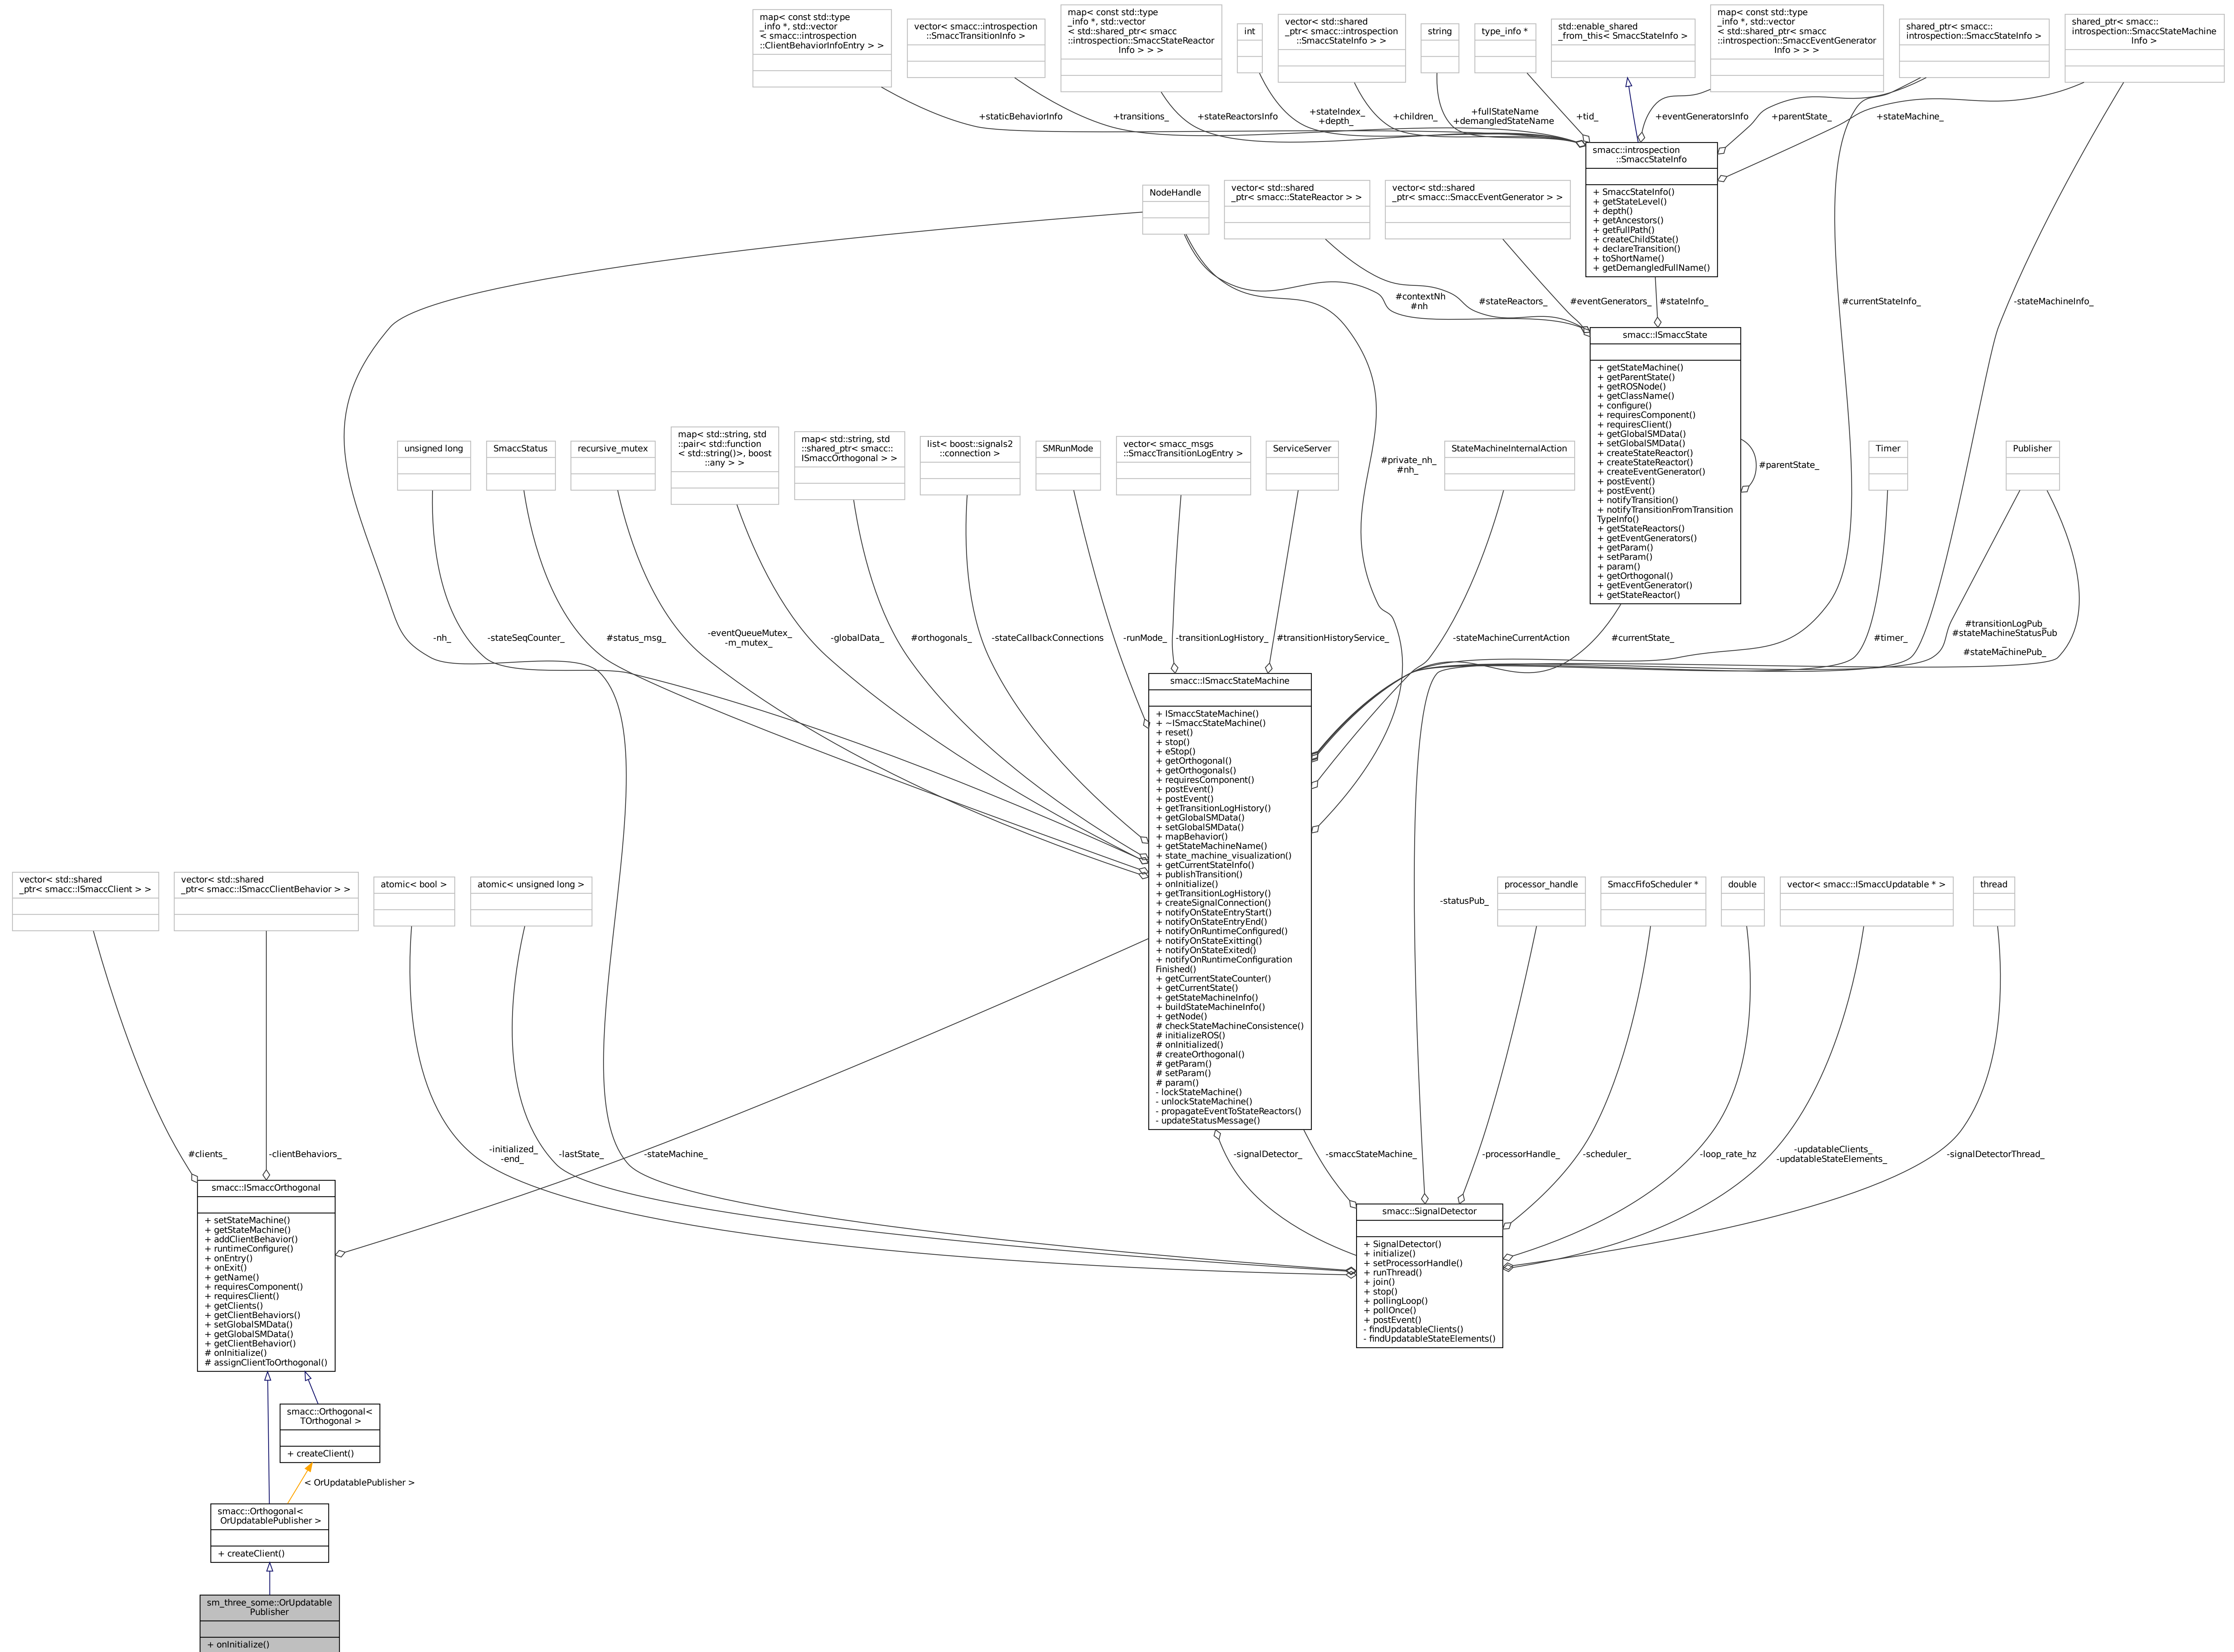 map< const std::type
_info *, std::vector
< smacc::introspection
::ClientBehaviorInfoEntry > >
vector< smacc::introspection
::SmaccTransitionInfo >
map< const std::type
_info *, std::vector
< std::shared_ptr< smacc
::introspection::SmaccStateReactor
Info > > >
int
vector< std::shared
_ptr< smacc::introspection
::SmaccStateInfo > >
string
type_info *
std::enable_shared
_from_this< SmaccStateInfo >
map< const std::type
_info *, std::vector
< std::shared_ptr< smacc
::introspection::SmaccEventGenerator
Info > > >
shared_ptr< smacc::
introspection::SmaccStateInfo >
shared_ptr< smacc::
introspection::SmaccStateMachine
Info >
+staticBehaviorInfo
+transitions_
+stateReactorsInfo
+stateIndex_
+depth_
+children_
+fullStateName
+demangledStateName
+tid_
+eventGeneratorsInfo
+parentState_
+stateMachine_
smacc::introspection
::SmaccStateInfo
+ SmaccStateInfo()
+ getStateLevel()
+ depth()
+ getAncestors()
+ getFullPath()
+ createChildState()
+ declareTransition()
+ toShortName()
+ getDemangledFullName()
NodeHandle
vector< std::shared
_ptr< smacc::StateReactor > >
vector< std::shared
_ptr< smacc::SmaccEventGenerator > >
#contextNh
#nh
#stateReactors_
#eventGenerators_
#stateInfo_
#currentStateInfo_
-stateMachineInfo_
smacc::ISmaccState
+ getStateMachine()
+ getParentState()
+ getROSNode()
+ getClassName()
+ configure()
+ requiresComponent()
+ requiresClient()
+ getGlobalSMData()
+ setGlobalSMData()
+ createStateReactor()
+ createStateReactor()
+ createEventGenerator()
+ postEvent()
+ postEvent()
+ notifyTransition()
+ notifyTransitionFromTransition
TypeInfo()
+ getStateReactors()
+ getEventGenerators()
+ getParam()
+ setParam()
+ param()
+ getOrthogonal()
+ getEventGenerator()
+ getStateReactor()
#parentState_
unsigned long
SmaccStatus
recursive_mutex
map< std::string, std
::pair< std::function
< std::string()>, boost
::any > >
map< std::string, std
::shared_ptr< smacc::
ISmaccOrthogonal > >
list< boost::signals2
::connection >
SMRunMode
vector< smacc_msgs
::SmaccTransitionLogEntry >
ServiceServer
#private_nh_
#nh_
StateMachineInternalAction
Timer
Publisher
-nh_
-stateSeqCounter_
#status_msg_
-eventQueueMutex_
-m_mutex_
-globalData_
#orthogonals_
-stateCallbackConnections
-runMode_
-transitionLogHistory_
#transitionHistoryService_
-stateMachineCurrentAction
#currentState_
#timer_
#transitionLogPub_
#stateMachineStatusPub
_
#stateMachinePub_
smacc::ISmaccStateMachine
+ ISmaccStateMachine()
+ ~ISmaccStateMachine()
+ reset()
+ stop()
+ eStop()
+ getOrthogonal()
+ getOrthogonals()
+ requiresComponent()
+ postEvent()
+ postEvent()
+ getTransitionLogHistory()
+ getGlobalSMData()
+ setGlobalSMData()
+ mapBehavior()
+ getStateMachineName()
+ state_machine_visualization()
+ getCurrentStateInfo()
+ publishTransition()
+ onInitialize()
+ getTransitionLogHistory()
+ createSignalConnection()
+ notifyOnStateEntryStart()
+ notifyOnStateEntryEnd()
+ notifyOnRuntimeConfigured()
+ notifyOnStateExitting()
+ notifyOnStateExited()
+ notifyOnRuntimeConfiguration
Finished()
+ getCurrentStateCounter()
+ getCurrentState()
+ getStateMachineInfo()
+ buildStateMachineInfo()
+ getNode()
# checkStateMachineConsistence()
# initializeROS()
# onInitialized()
# createOrthogonal()
# getParam()
# setParam()
# param()
- lockStateMachine()
- unlockStateMachine()
- propagateEventToStateReactors()
- updateStatusMessage()
vector< std::shared
_ptr< smacc::ISmaccClient > >
vector< std::shared
_ptr< smacc::ISmaccClientBehavior > >
atomic< bool >
atomic< unsigned long >
-statusPub_
processor_handle
SmaccFifoScheduler *
double
vector< smacc::ISmaccUpdatable * >
thread
#clients_
-clientBehaviors_
-initialized_
-end_
-lastState_
-stateMachine_
-signalDetector_
-smaccStateMachine_
-processorHandle_
-scheduler_
-loop_rate_hz
-updatableClients_
-updatableStateElements_
-signalDetectorThread_
smacc::ISmaccOrthogonal
+ setStateMachine()
+ getStateMachine()
+ addClientBehavior()
+ runtimeConfigure()
+ onEntry()
+ onExit()
+ getName()
+ requiresComponent()
+ requiresClient()
+ getClients()
+ getClientBehaviors()
+ setGlobalSMData()
+ getGlobalSMData()
+ getClientBehavior()
# onInitialize()
# assignClientToOrthogonal()
smacc::SignalDetector
+ SignalDetector()
+ initialize()
+ setProcessorHandle()
+ runThread()
+ join()
+ stop()
+ pollingLoop()
+ pollOnce()
+ postEvent()
- findUpdatableClients()
- findUpdatableStateElements()
smacc::Orthogonal<
TOrthogonal >
+ createClient()
< OrUpdatablePublisher >
smacc::Orthogonal<
OrUpdatablePublisher >
+ createClient()
sm_three_some::OrUpdatable
Publisher
+ onInitialize()